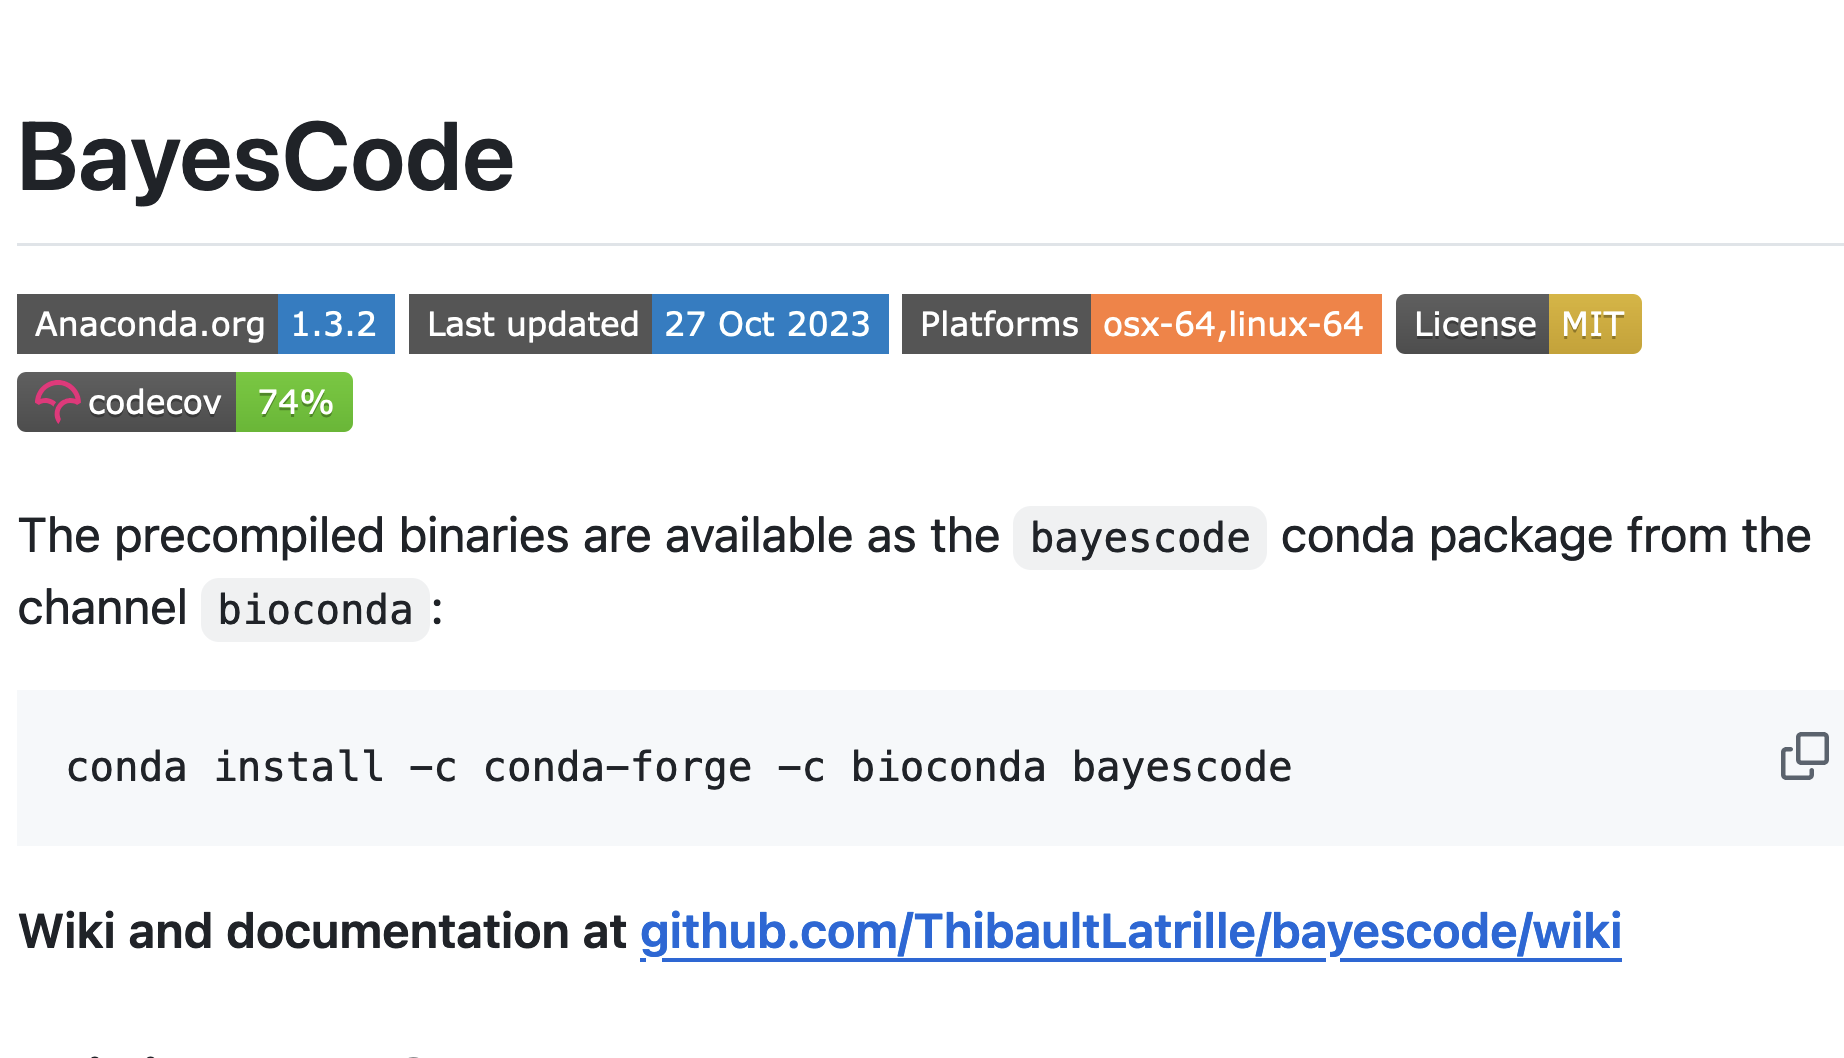 BayesCode
Anaconda.org 1.3.2 Last updated 27 Oct 2023 Platforms osx-64,linux-64 License MIT
codecov 74%
The precompiled binaries are available as the bayescode conda package from the
channel bioconda:
conda install -c conda-forge -c bioconda bayescode
Wiki and documentation at github.com/ThibaultLatrille/bayescode/wiki